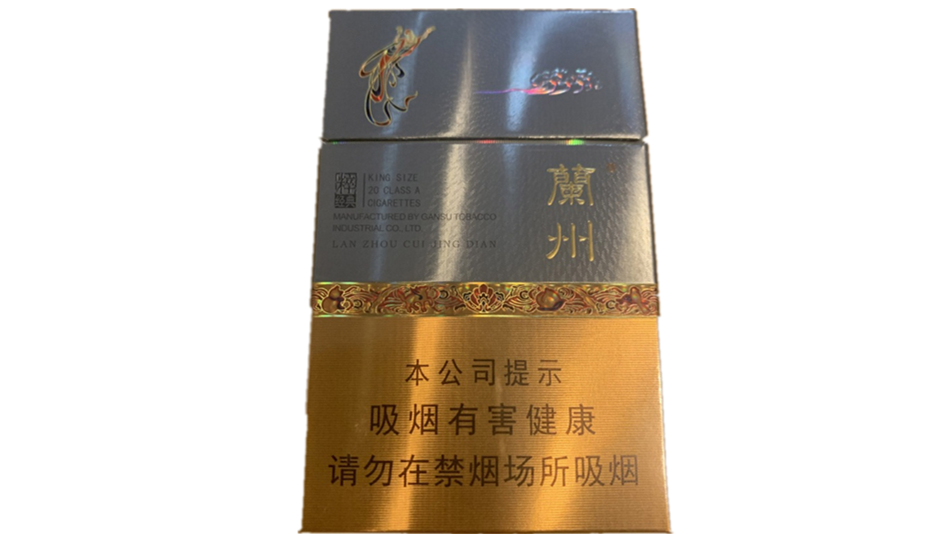 KING SIZE
20 CLASS A
CIGARETTES
经典
MANUFACTURED BY GANSU TOBACCO
INDUSTRIAL CO., LTD.
LAN ZHOU CUI JING DIAN
蘭州
本公司提示
吸烟有害健康
请勿在禁烟场所吸烟